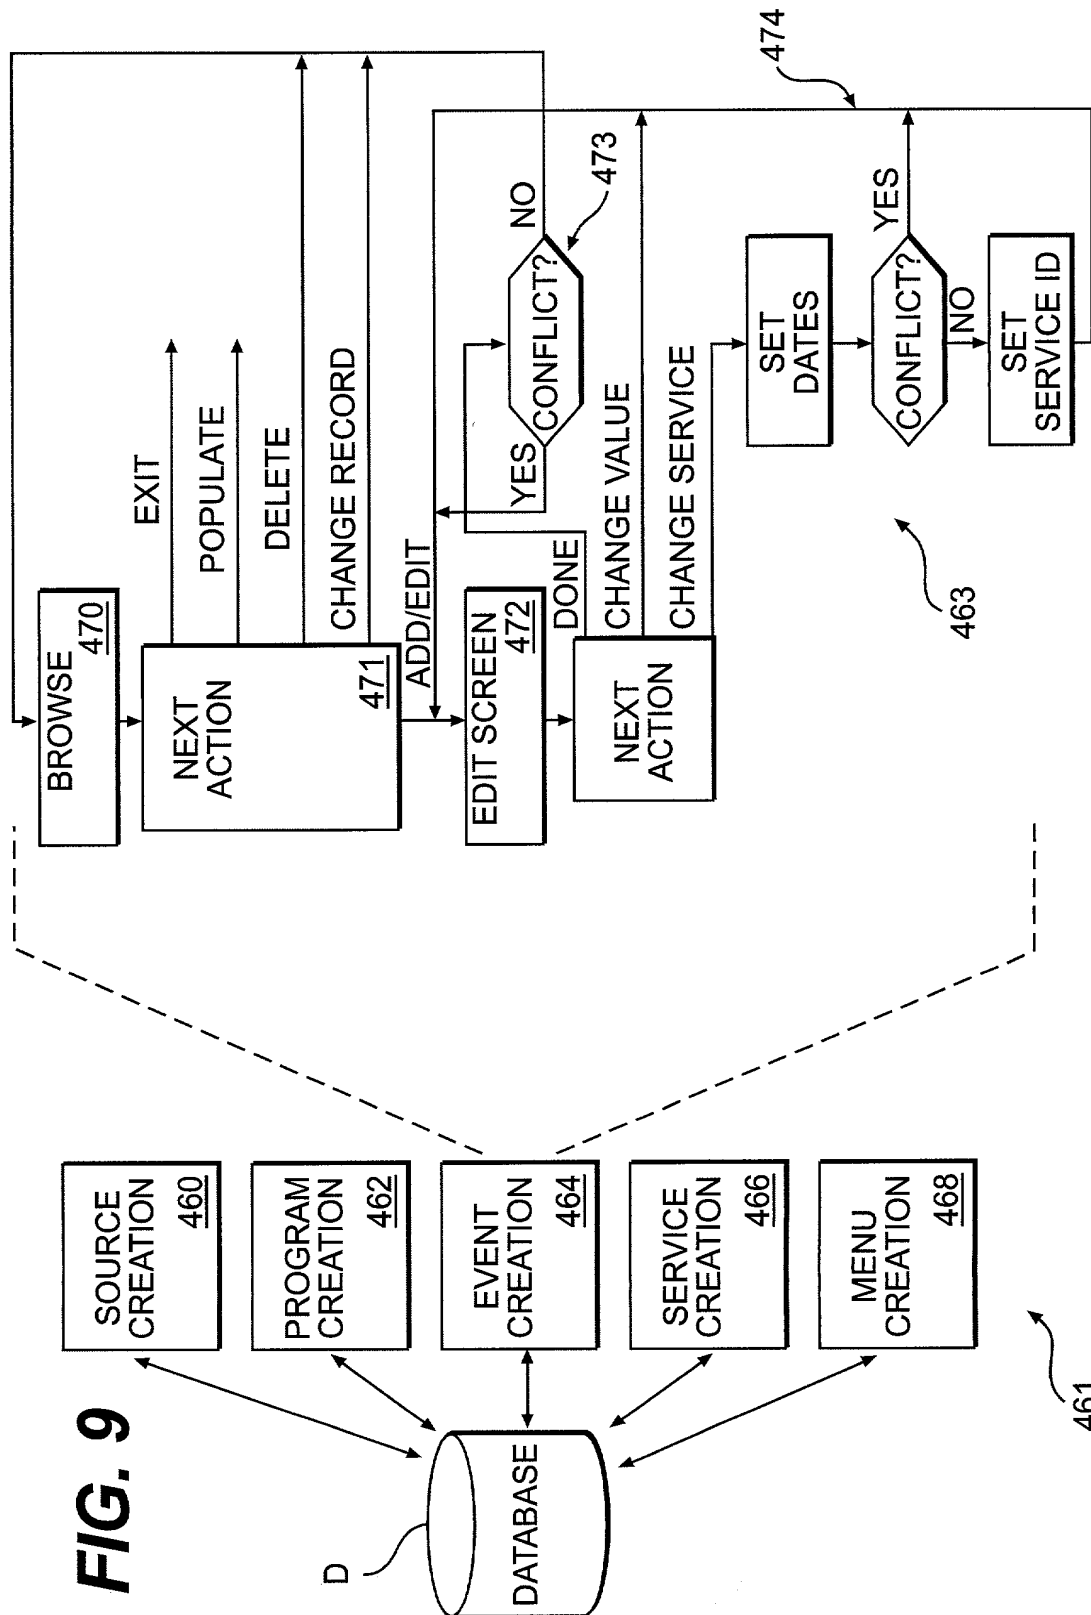 FIG. 9
D
DATABASE
SOURCE
CREATION
460
PROGRAM
CREATION
462
EVENT
CREATION
464
SERVICE
CREATION
466
MENU
CREATION
468
461
BROWSE
470
NEXT
ACTION
471
EXIT
POPULATE
DELETE
CHANGE RECORD
ADD/EDIT
EDIT SCREEN
472
NEXT
ACTION
DONE
CHANGE VALUE
CHANGE SERVICE
YES
CONFLICT?
NO
473
SET
DATES
CONFLICT?
YES
NO
SET
SERVICE ID
474
463